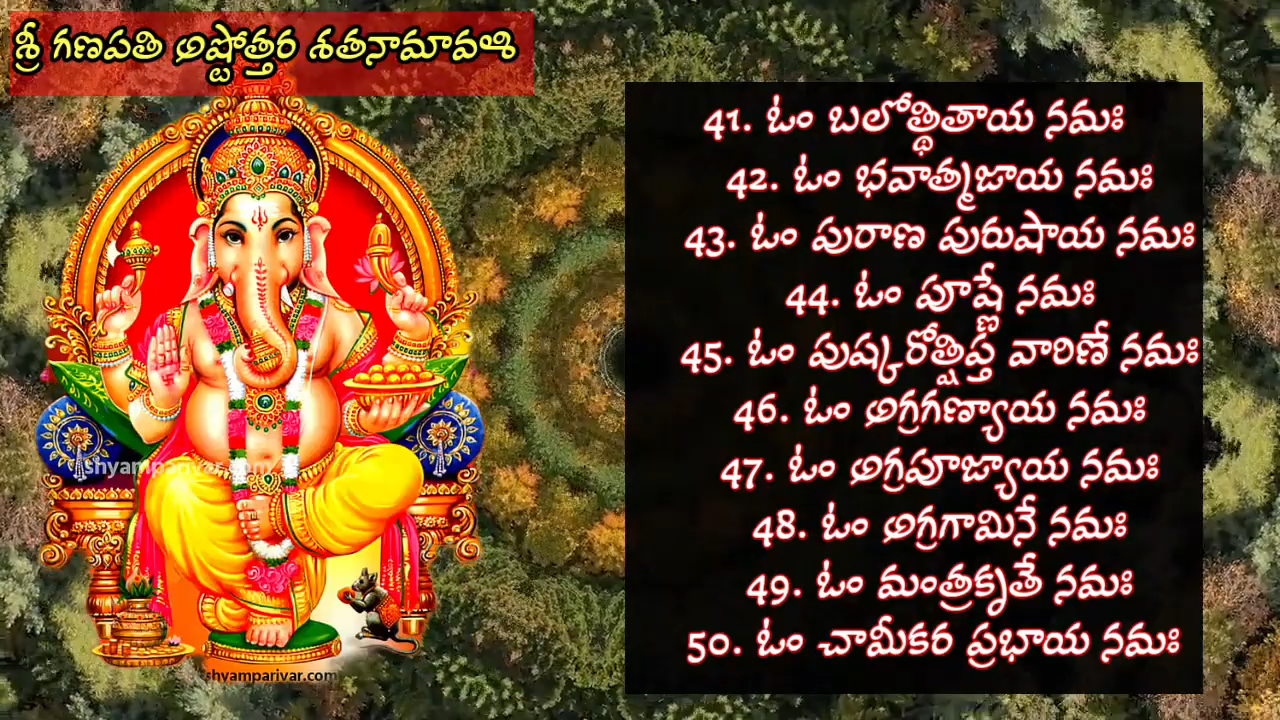 శ్రీ గణపతి అష్టోత్తర శతనామావళి
41. ఓం బలోత్థితాయ నమః
42. ఓం భవాత్మజాయ నమః
43. ఓం పురాణ పురుషాయ నమః
44. ఓం పూష్ణే నమః
45. ఓం పుష్కరోత్షిప్త వారిణే నమః
46. ఓం అగ్రగణ్యాయ నమః
47. ఓం అగ్రపూజ్యాయ నమః
48. ఓం అగ్రగామినే నమః
49. ఓం మంత్రకృతే నమః
50. ఓం చామీకర ప్రభాయ నమః
shyamparivar.com
shyamparivar.com